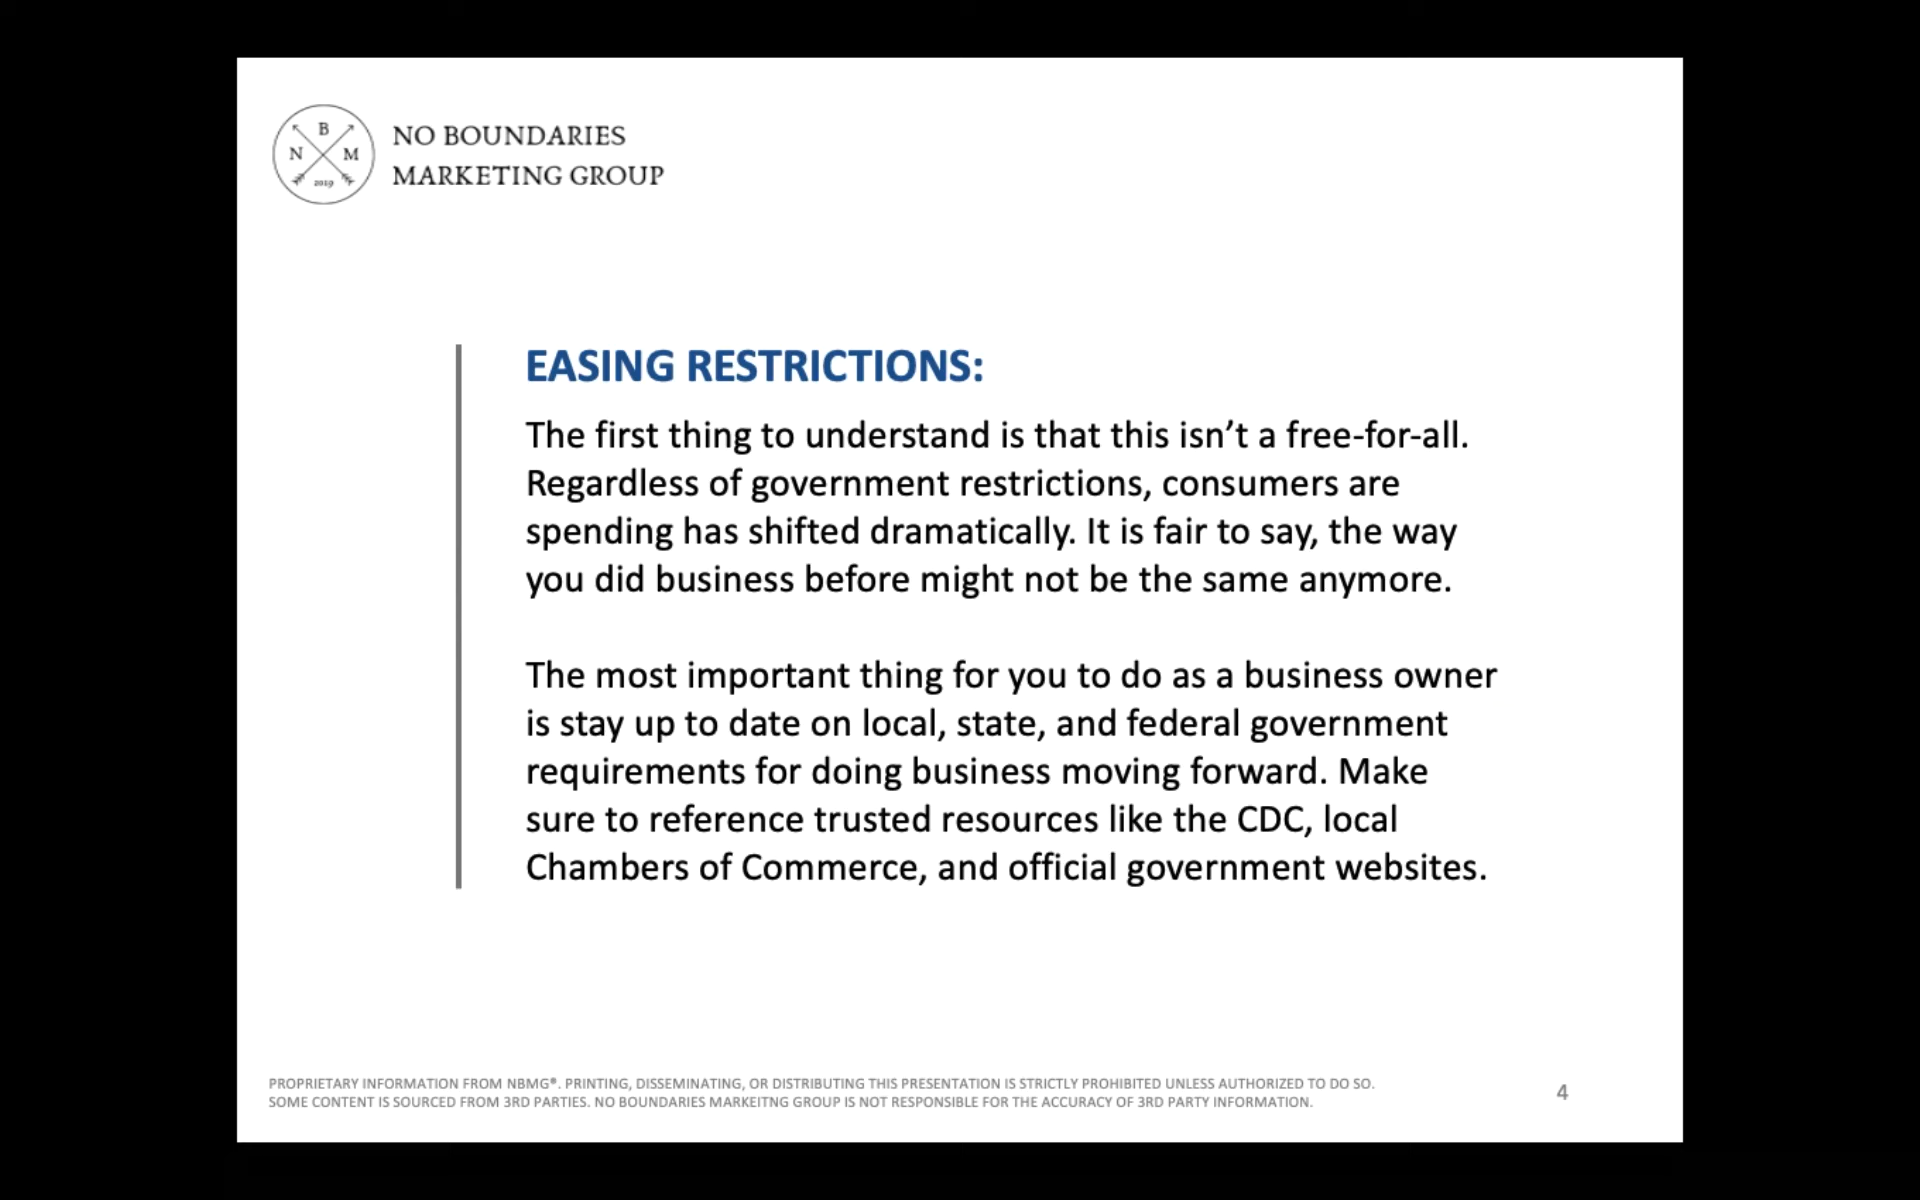 B
N M
2019
NO BOUNDARIES
MARKETING GROUP
EASING RESTRICTIONS:
The first thing to understand is that this isn’t a free-for-all.
Regardless of government restrictions, consumers are
spending has shifted dramatically. It is fair to say, the way
you did business before might not be the same anymore.
The most important thing for you to do as a business owner
is stay up to date on local, state, and federal government
requirements for doing business moving forward. Make
sure to reference trusted resources like the CDC, local
Chambers of Commerce, and official government websites.
PROPRIETARY INFORMATION FROM NBMG®. PRINTING, DISSEMINATING, OR DISTRIBUTING THIS PRESENTATION IS STRICTLY PROHIBITED UNLESS AUTHORIZED TO DO SO.
SOME CONTENT IS SOURCED FROM 3RD PARTIES. NO BOUNDARIES MARKEITNG GROUP IS NOT RESPONSIBLE FOR THE ACCURACY OF 3RD PARTY INFORMATION.
4